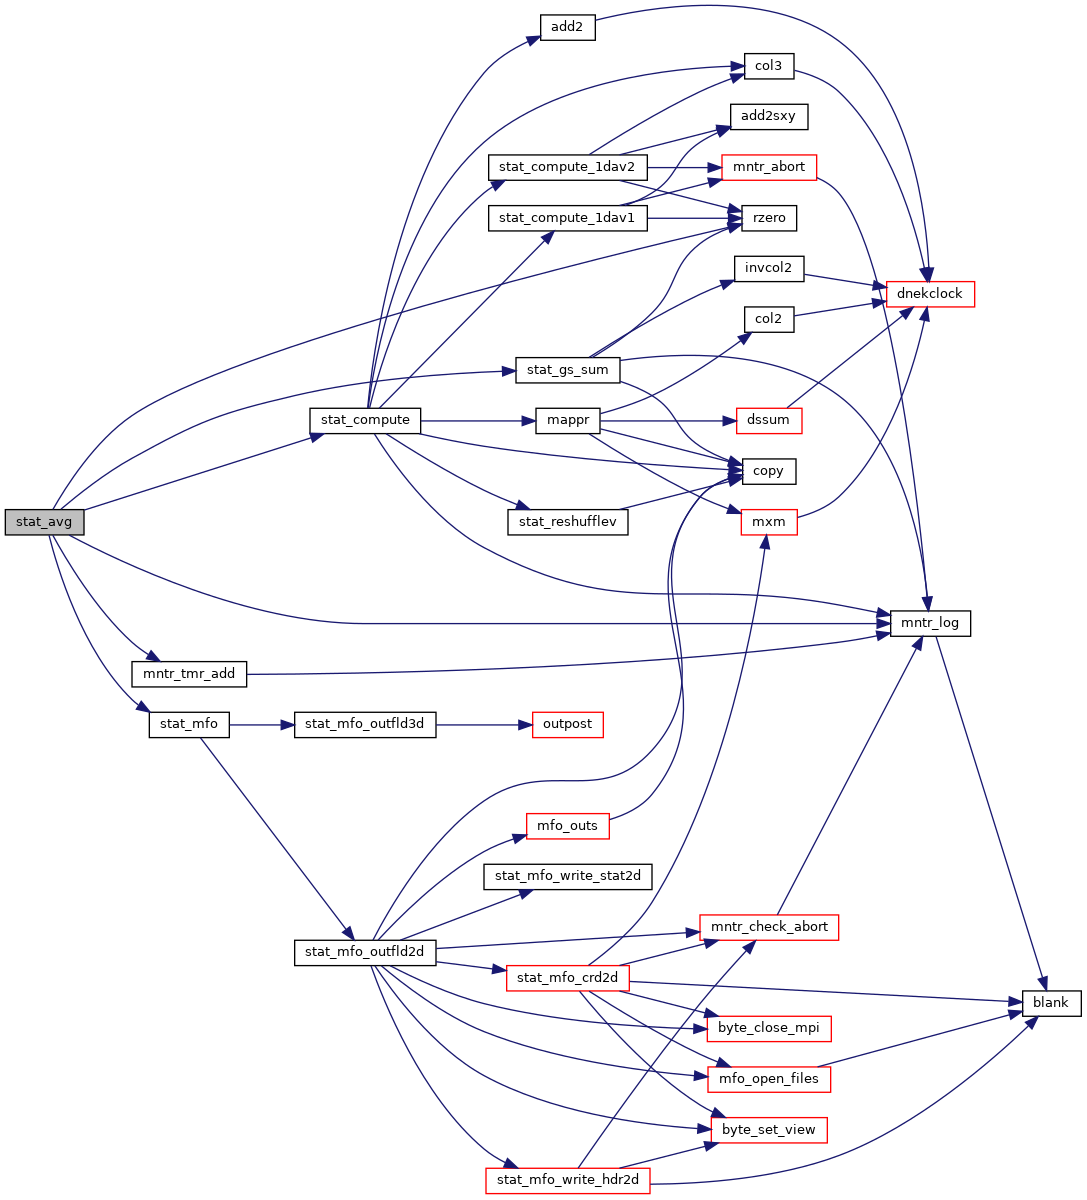 add2
col3
add2sxy
stat_compute_1dav2
mntr_abort
stat_compute_1dav1
rzero
invcol2
dnekclock
col2
stat_gs_sum
stat_compute
mappr
dssum
copy
stat_avg
stat_reshufflev
mxm
mntr_log
mntr_tmr_add
stat_mfo
stat_mfo_outfld3d
outpost
mfo_outs
stat_mfo_write_stat2d
mntr_check_abort
stat_mfo_outfld2d
stat_mfo_crd2d
blank
byte_close_mpi
mfo_open_files
byte_set_view
stat_mfo_write_hdr2d